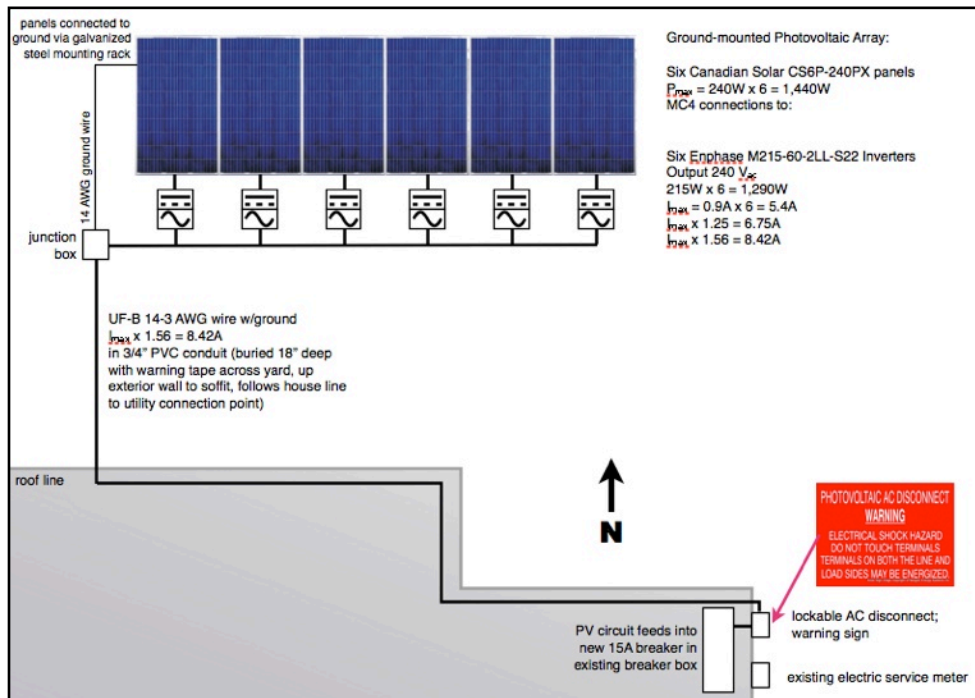 panels connected to
ground via galvanized
steel mounting rack
14 AWG ground wire
junction
box
Ground-mounted Photovoltaic Array:
Six Canadian Solar CS6P-240PX panels
Pmax = 240W x 6 = 1,440W
MC4 connections to:
Six Enphase M215-60-2LL-S22 Inverters
Output 240 Vac
215W x 6 = 1,290W
Imax = 0.9A x 6 = 5.4A
Imax x 1.25 = 6.75A
Imax x 1.56 = 8.42A
UF-B 14-3 AWG wire w/ground
Imax x 1.56 = 8.42A
in 3/4" PVC conduit (buried 18" deep
with warning tape across yard, up
exterior wall to soffit, follows house line
to utility connection point)
roof line
N
PHOTOVOLTAIC AC DISCONNECT
WARNING
ELECTRICAL SHOCK HAZARD
DO NOT TOUCH TERMINALS
TERMINALS ON BOTH THE LINE AND
LOAD SIDES MAY BE ENERGIZED.
lockable AC disconnect;
warning sign
PV circuit feeds into
new 15A breaker in
existing breaker box
existing electric service meter